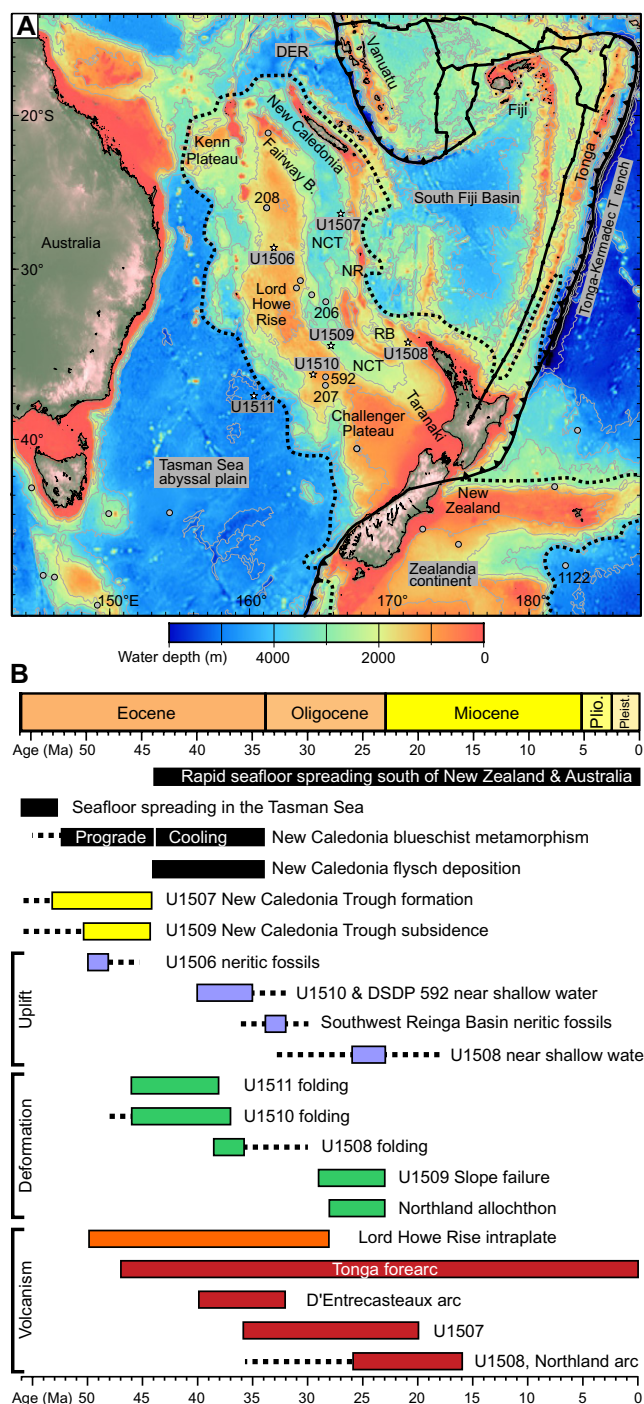 A
DER
Vanuatu
20°S
Fiji
Tonga
Kenn
Plateau
New Caledonia
Fairway B.
208
South Fiji Basin
Tonga-Kermadec Trench
U1507
Australia
NCT
U1506
30°
NR
Lord
Howe
Rise
206
U1509
RB
U1508
U1510
NCT
592
207
U1511
Taranaki
Challenger
Plateau
40°
Tasman Sea
abyssal plain
New
Zealand
Zealandia
continent
1122
150°E
160°
170°
180°
Water depth (m) 4000 2000 0
B
Eocene Oligocene Miocene Plio. Pleist.
Age (Ma) 50 45 40 35 30 25 20 15 10 5 0
Rapid seafloor spreading south of New Zealand & Australia
Seafloor spreading in the Tasman Sea
Prograde Cooling New Caledonia blueschist metamorphism
New Caledonia flysch deposition
U1507 New Caledonia Trough formation
U1509 New Caledonia Trough subsidence
Uplift
U1506 neritic fossils
U1510 & DSDP 592 near shallow water
Southwest Reinga Basin neritic fossils
U1508 near shallow wate
Deformation
U1511 folding
U1510 folding
U1508 folding
U1509 Slope failure
Northland allochthon
Volcanism
Lord Howe Rise intraplate
Tonga forearc
D'Entrecasteaux arc
U1507
U1508, Northland arc
Age (Ma) 50 45 40 35 30 25 20 15 10 5 0